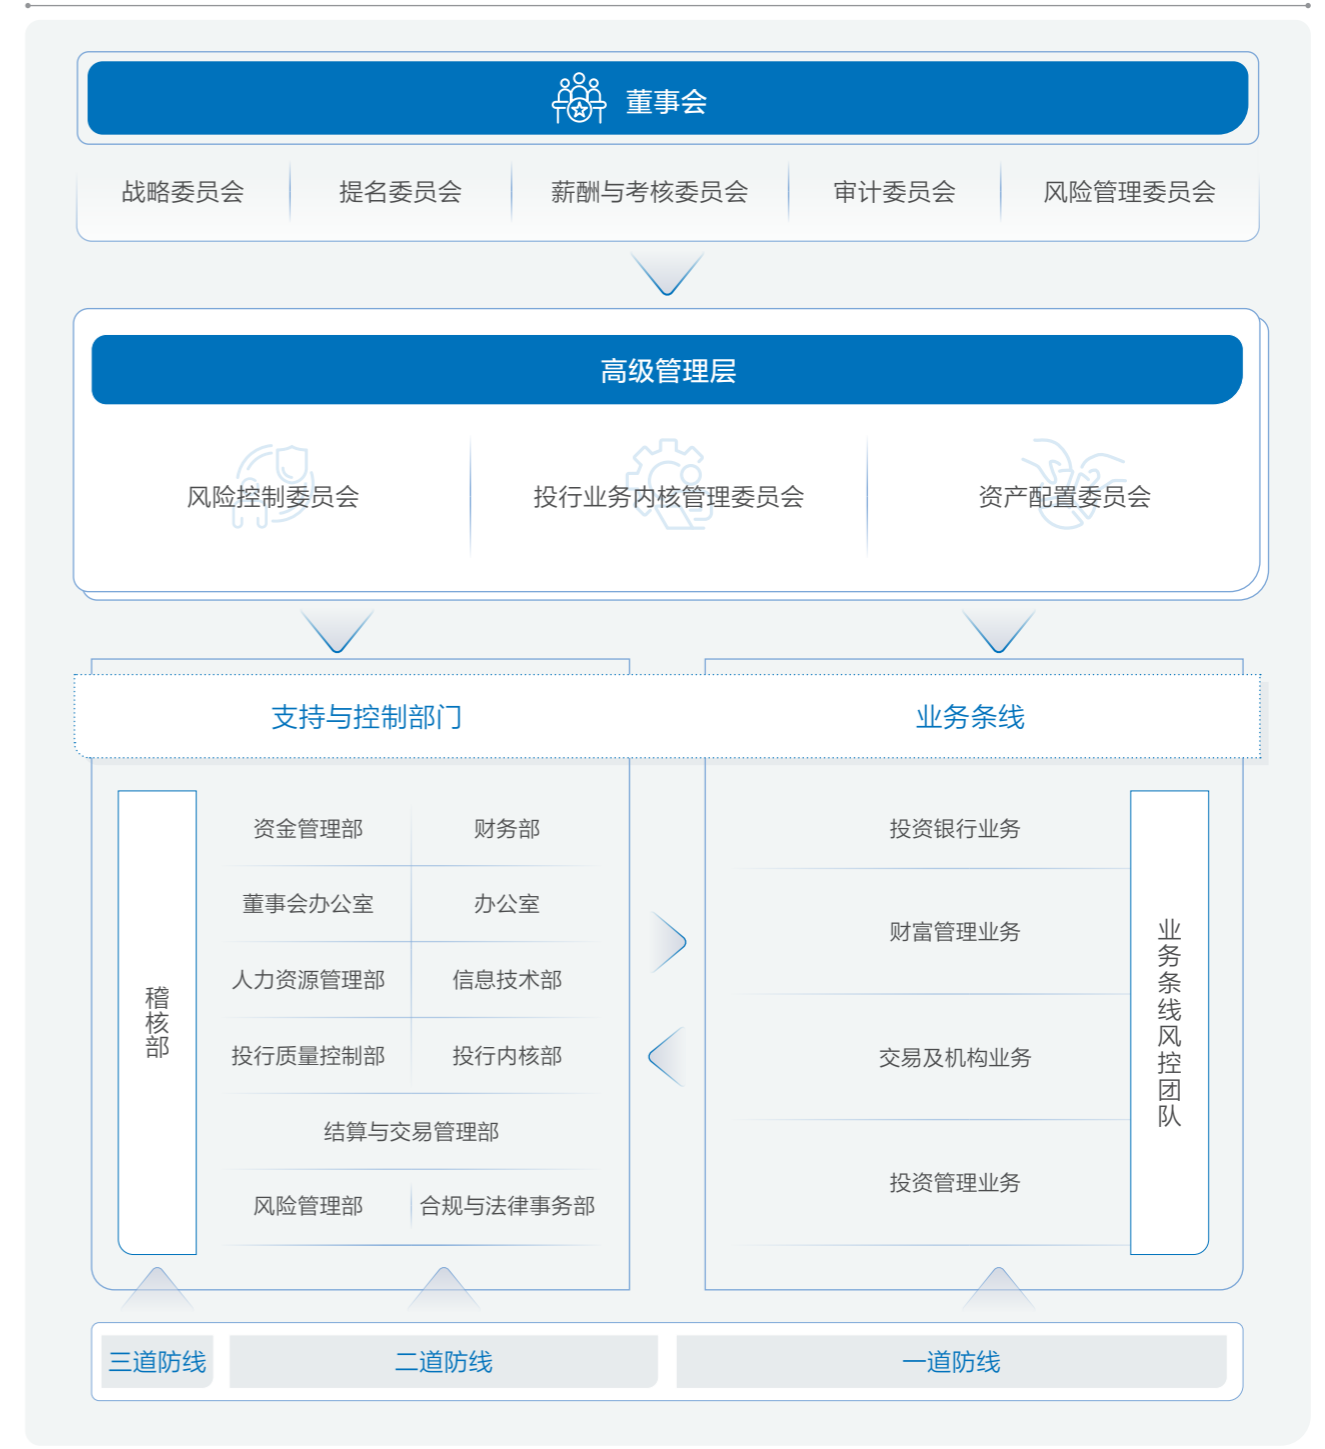 董事会
战略委员会
提名委员会
薪酬与考核委员会
审计委员会
风险管理委员会
高级管理层
风险控制委员会
投行业务内核管理委员会
资产配置委员会
支持与控制部门
业务条线
稽核部
资金管理部
财务部
董事会办公室
办公室
人力资源管理部
信息技术部
投行质量控制部
投行内核部
结算与交易管理部
风险管理部
合规与法律事务部
投资银行业务
财富管理业务
交易及机构业务
投资管理业务
业务条线风控团队
三道防线
二道防线
一道防线